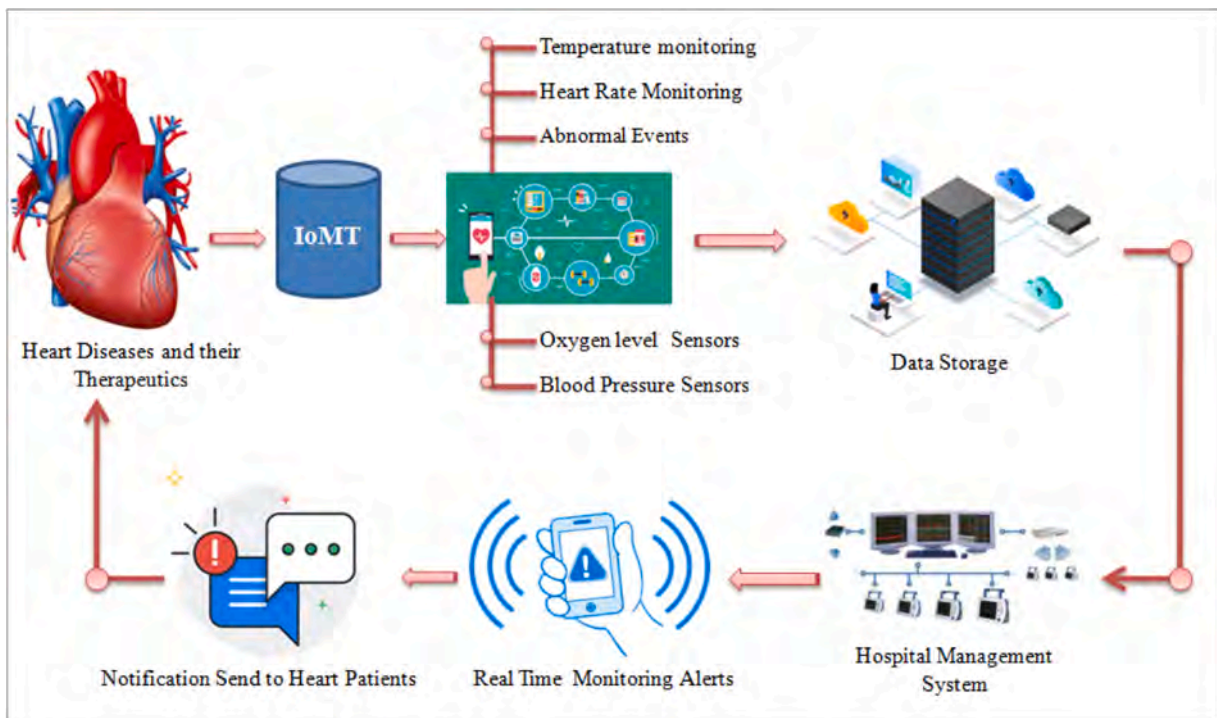 Temperature monitoring
Heart Rate Monitoring
Abnormal Events
IoMT
Oxygen level Sensors
Blood Pressure Sensors
Heart Diseases and their
Therapeutics
Data Storage
Notification Send to Heart Patients
Real Time Monitoring Alerts
Hospital Management
System